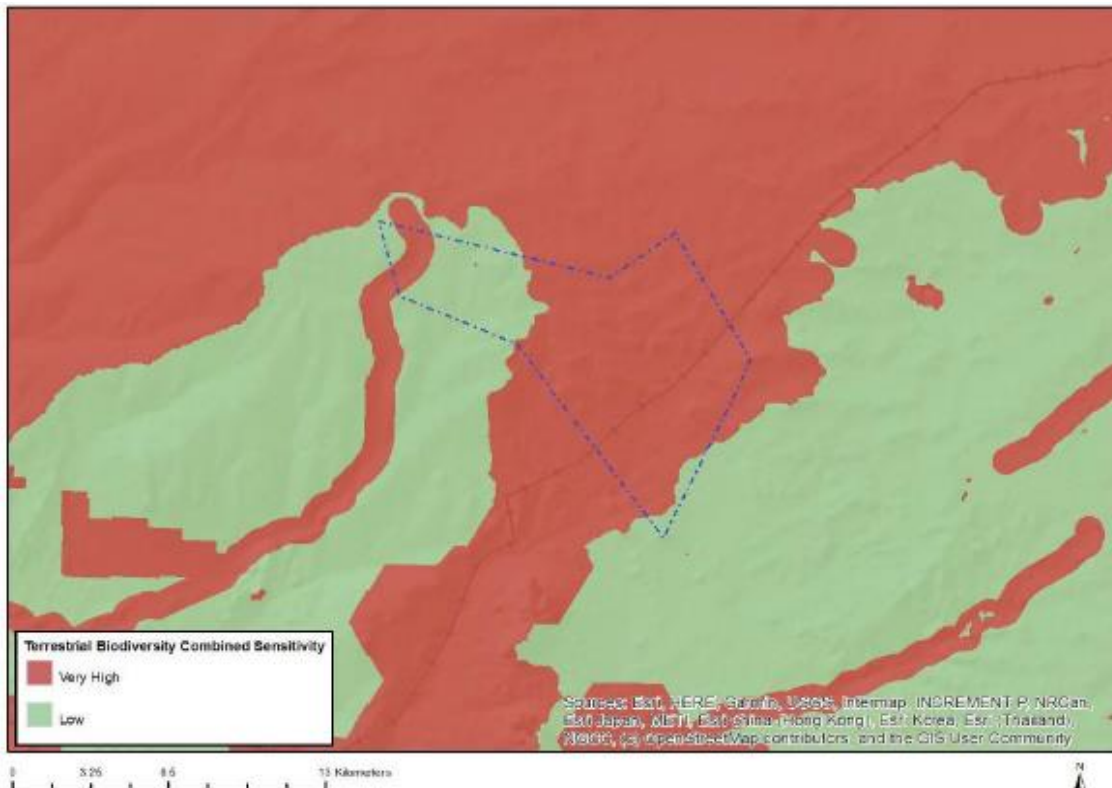 Terrestrial Biodiversity Combined Sensitivity
Very High
Low
Sources: Esri, HERE, Garmin, USGS, Intermap, INCREMENT P, NRCan,
Esri Japan, METI, Esri China (Hong Kong), Esri Korea, Esri (Thailand),
NGCC, (c) OpenStreetMap contributors, and the GIS User Community
0 3.25 6.5 13 Kilometers
N